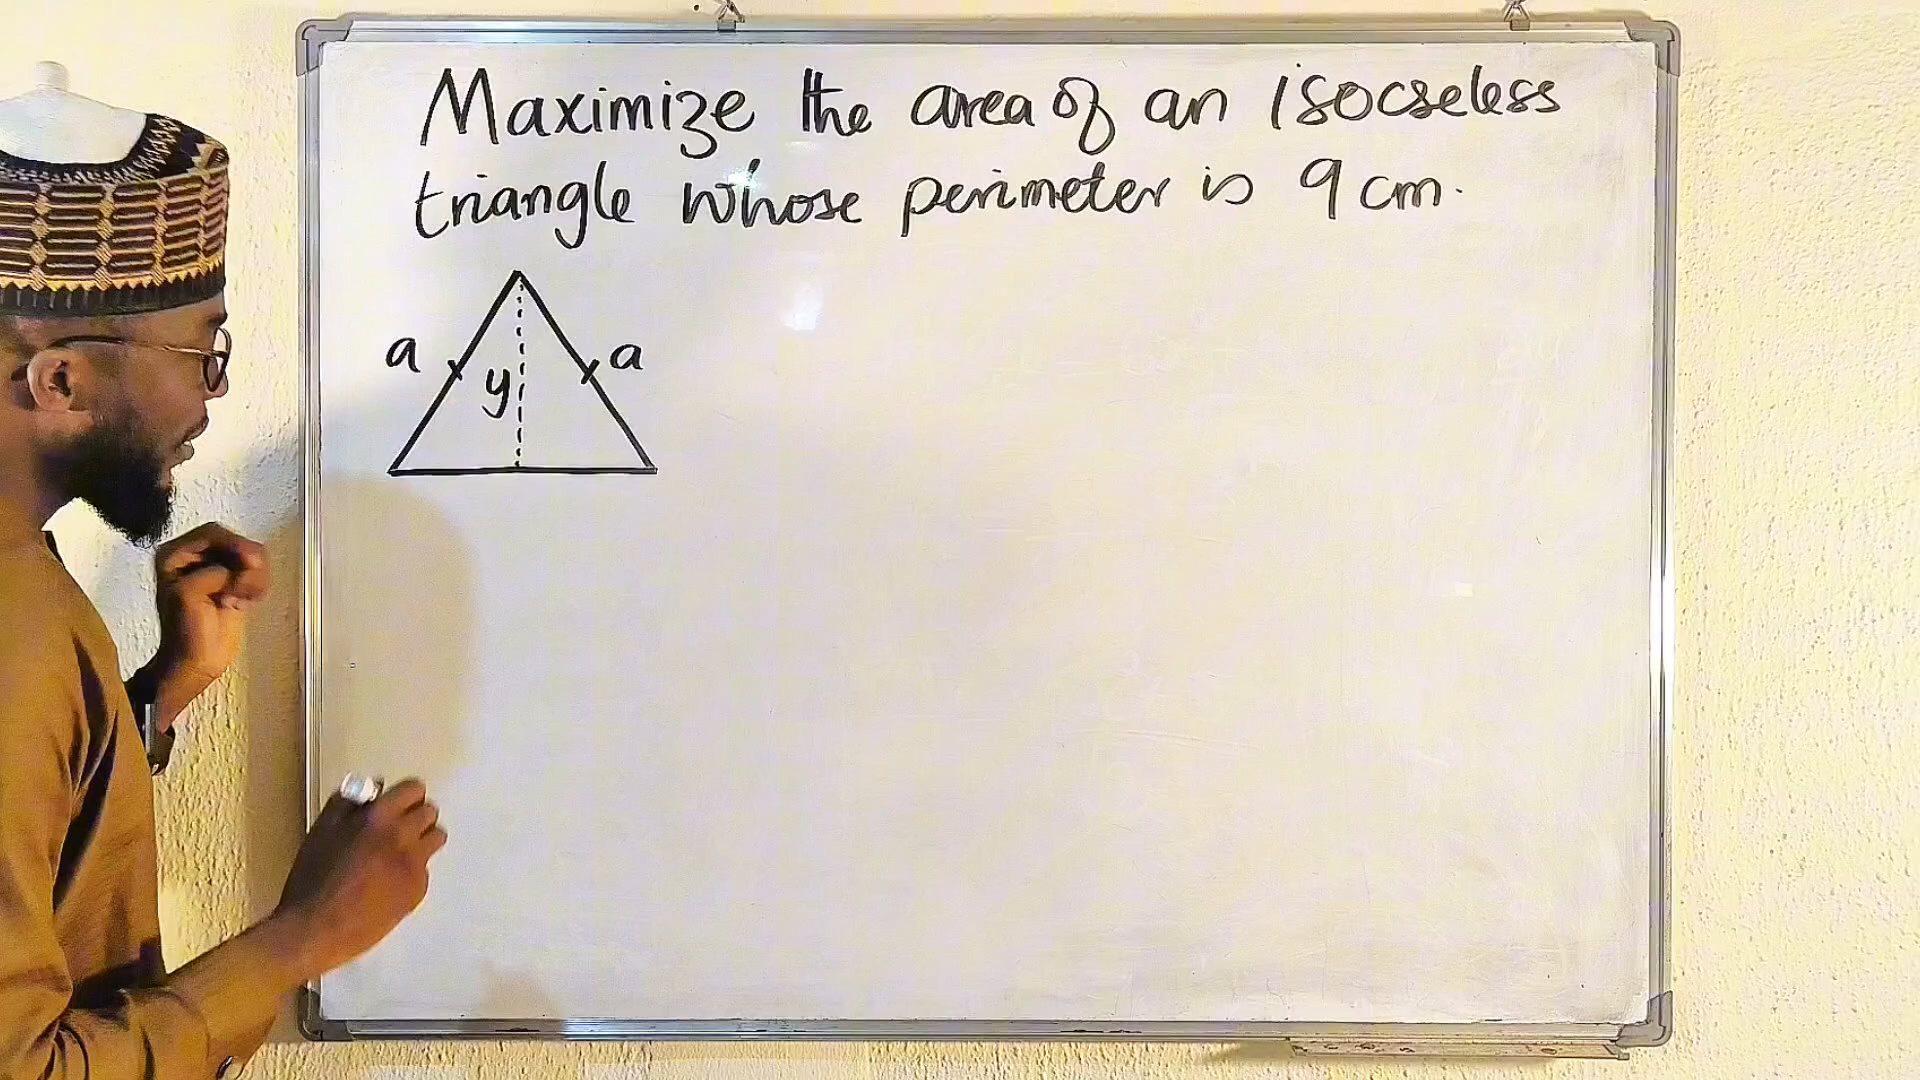 Maximize the area of an isocseless
triangle whose perimeter is 9 cm.
a y a